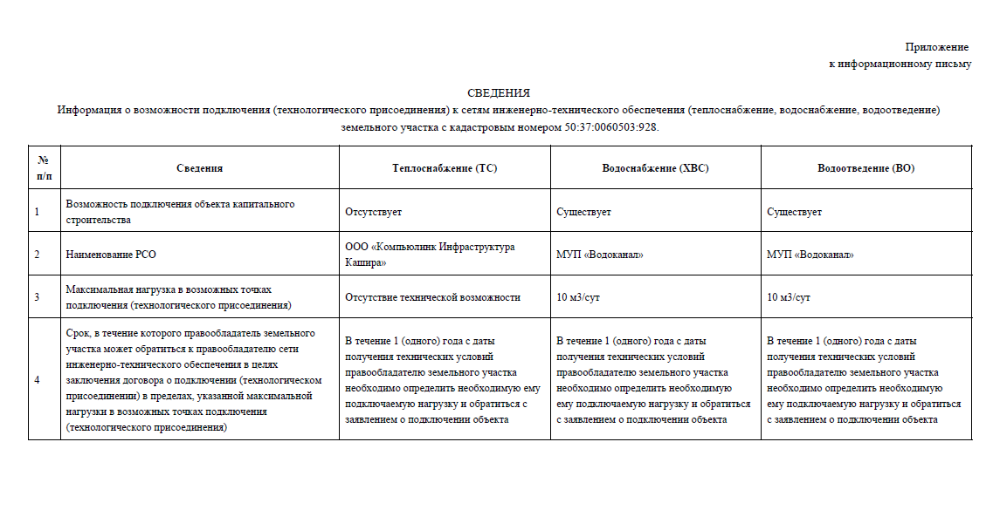 Приложение
к информационному письму
СВЕДЕНИЯ
Информация о возможности подключения (технологического присоединения) к сетям инженерно-технического обеспечения (теплоснабжение, водоснабжение, водоотведение)
земельного участка с кадастровым номером 50:37:0060503:928.
№
п/п
Сведения
Теплоснабжение (ТС)
Водоснабжение (ХВС)
Водоотведение (ВО)
1
Возможность подключения объекта капитального
строительства
Отсутствует
Существует
Существует
2
Наименование РСО
ООО «Компьюлинк Инфраструктура
Кашира»
МУП «Водоканал»
МУП «Водоканал»
3
Максимальная нагрузка в возможных точках
подключения (технологического присоединения)
Отсутствие технической возможности
10 м3/сут
10 м3/сут
4
Срок, в течение которого правообладатель земельного
участка может обратиться к правообладателю сети
инженерно-технического обеспечения в целях
заключения договора о подключении (технологическом
присоединении) в пределах, указанной максимальной
нагрузки в возможных точках подключения
(технологического присоединения)
В течение 1 (одного) года с даты
получения технических условий
правообладателю земельного участка
необходимо определить необходимую ему
подключаемую нагрузку и обратиться с
заявлением о подключении объекта
В течение 1 (одного) года с даты
получения технических условий
правообладателю земельного участка
необходимо определить необходимую
ему подключаемую нагрузку и обратиться
с заявлением о подключении объекта
В течение 1 (одного) года с даты
получения технических условий
правообладателю земельного участка
необходимо определить необходимую
ему подключаемую нагрузку и обратиться
с заявлением о подключении объекта